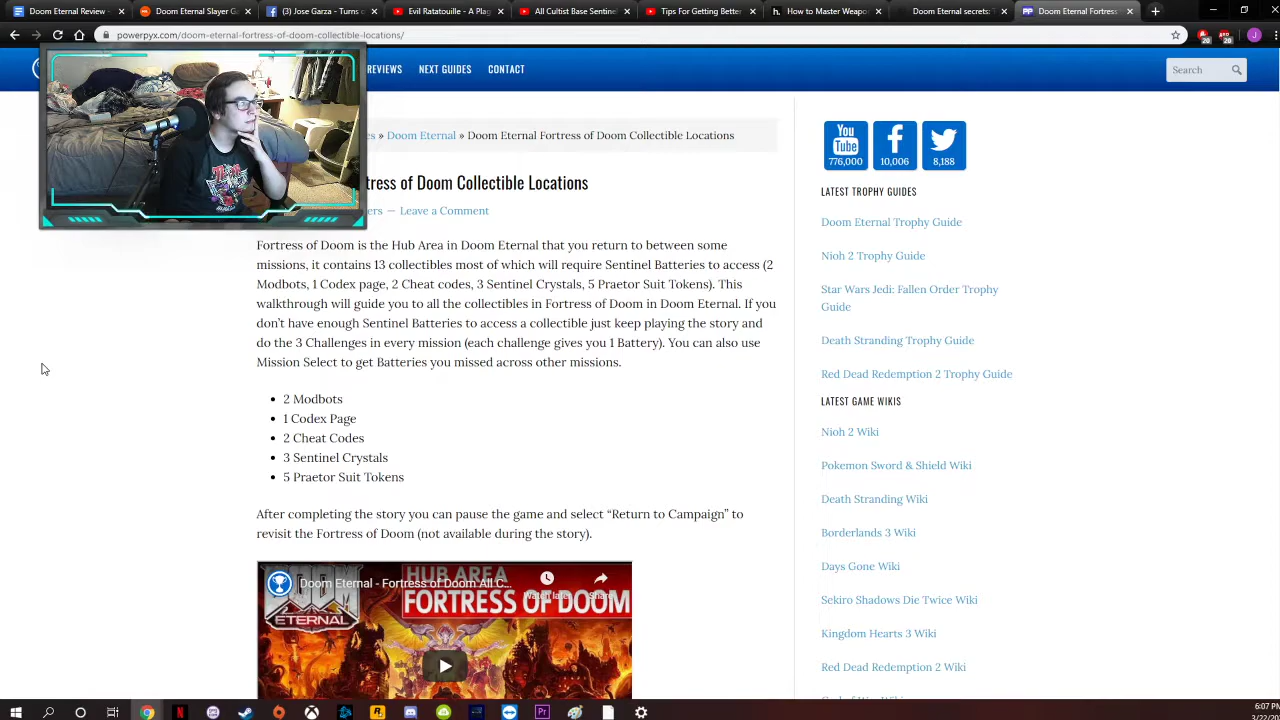 Doom Eternal Review -
Doom Eternal Slayer G
(Jose Garza Turns
Evil Ratatouille - A Plag
All Cultist Base Sentinel
Tips For Getting Better
How to Master Weapo
Doom Eternal secrets:
Doom Eternal Fortress
powerpyx.com/doom-eternal-fortress-of-doom-collectible-locations/
REVIEWS
NEXT GUIDES
CONTACT
Search
es » Doom Eternal » Doom Eternal Fortress of Doom Collectible Locations
tress of Doom Collectible Locations
ers — Leave a Comment
Fortress of Doom is the Hub Area in Doom Eternal that you return to between some
missions, it contains 13 collectibles most of which will require Sentinel Batteries to access (2
Modbots, 1 Codex page, 2 Cheat codes, 3 Sentinel Crystals, 5 Praetor Suit Tokens). This
walkthrough will guide you to all the collectibles in Fortress of Doom in Doom Eternal. If you
don't have enough Sentinel Batteries to access a collectible just keep playing the story and
do the 3 Challenges in every mission (each challenge gives you 1 Battery). You can also use
Mission Select to get Batteries you missed across other missions.
2 Modbots
1 Codex Page
2 Cheat Codes
3 Sentinel Crystals
5 Praetor Suit Tokens
After completing the story you can pause the game and select “Return to Campaign” to
revisit the Fortress of Doom (not available during the story).
Doom Eternal - Fortress of Doom All C...
Watch later
Share
HUB AREA
FORTRESS OF DOOM
DOOM
ETERNAL
You Tube
776,000
10,006
8,188
LATEST TROPHY GUIDES
Doom Eternal Trophy Guide
Nioh 2 Trophy Guide
Star Wars Jedi: Fallen Order Trophy
Guide
Death Stranding Trophy Guide
Red Dead Redemption 2 Trophy Guide
LATEST GAME WIKIS
Nioh 2 Wiki
Pokemon Sword & Shield Wiki
Death Stranding Wiki
Borderlands 3 Wiki
Days Gone Wiki
Sekiro Shadows Die Twice Wiki
Kingdom Hearts 3 Wiki
Red Dead Redemption 2 Wiki
6:07 PM